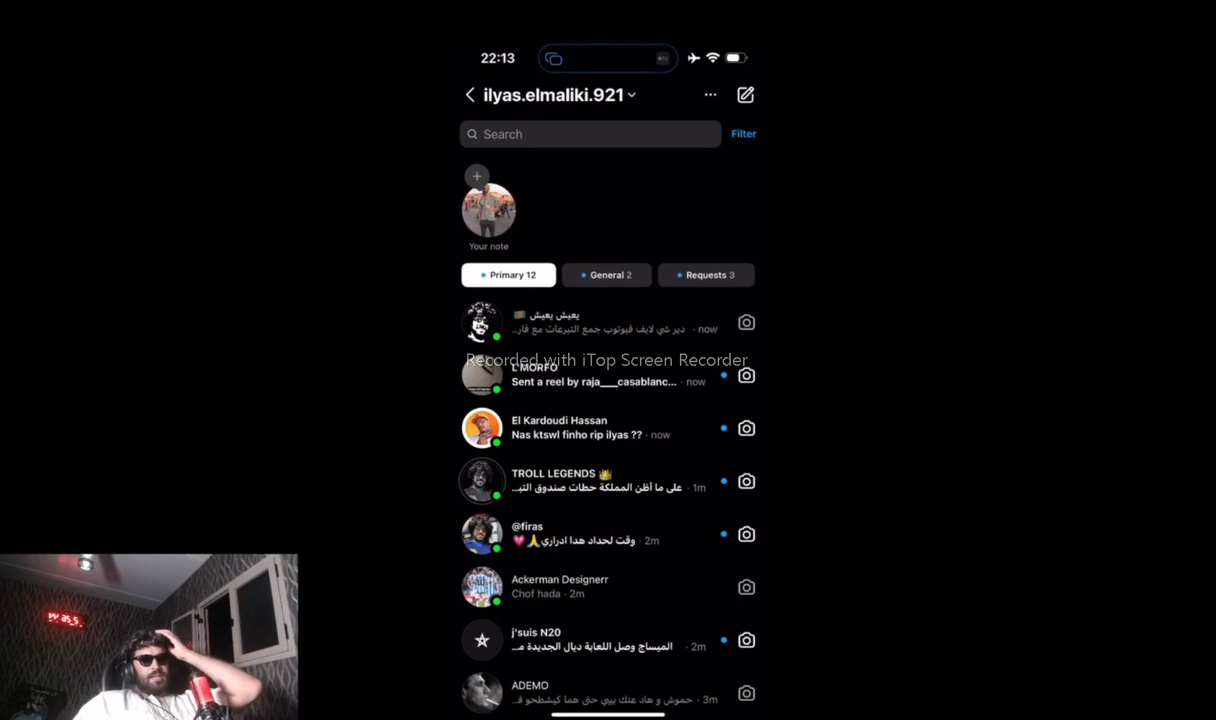 22:13
ilyas.elmaliki.921
Search
Filter
Your note
Primary 12
General 2
Requests 3
يعيش يعيش 🇲🇦
دير شي لايف فيوتوب جمع التبرعات مع فار... · now
Recorded with iTop Screen Recorder
L'MORFO
Sent a reel by raja___casablanc... · now
El Kardoudi Hassan
Nas ktswl finho rip ilyas ?? · now
TROLL LEGENDS 👑
على ما أظن المملكة حطات صندوق التبـ... · 1m
@firas
وقت لحداد هدا ادراري🙏💗 · 2m
Ackerman Designerr
Chof hada · 2m
j'suis N20
الميساج وصل اللعابة ديال الجديدة مـ... · 2m
ADEMO
حموش و هاد عنك بيبي حتى هما كيشطحو فـ... · 3m